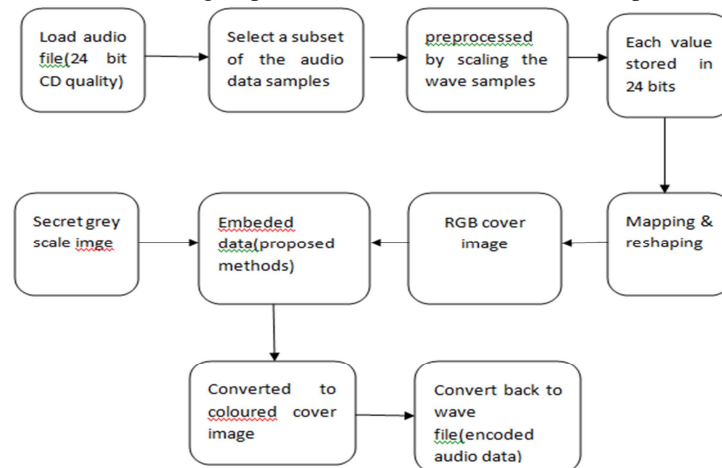 Load audio
file(24 bit
CD quality)
Select a subset
of the audio
data samples
preprocessed
by scaling the
wave samples
Each value
stored in
24 bits
Secret grey
scale imge
Embeded
data(proposed
methods)
RGB cover
image
Mapping &
reshaping
Converted to
coloured cover
image
Convert back to
wave
file(encoded
audio data)